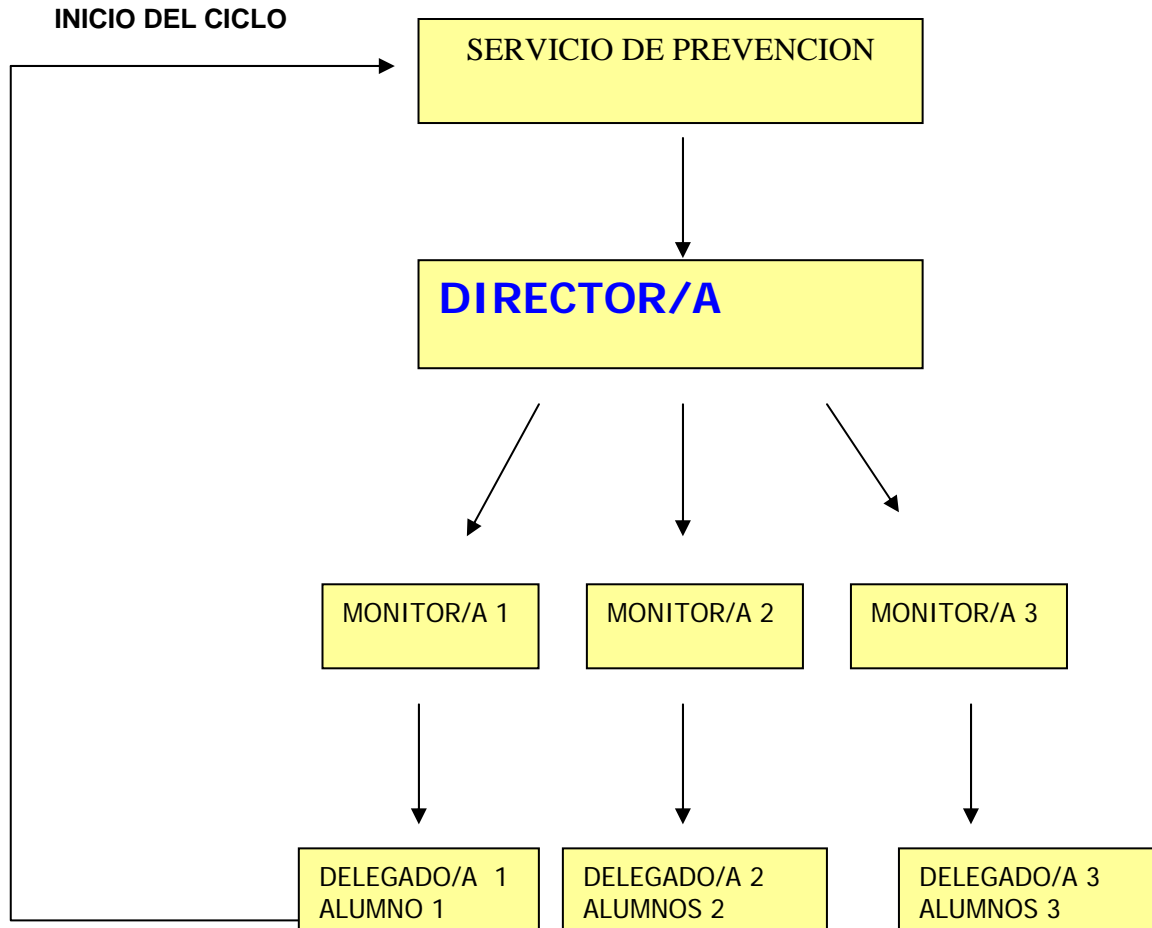 INICIO DEL CICLO
SERVICIO DE PREVENCION
DIRECTOR/A
MONITOR/A 1
MONITOR/A 2
MONITOR/A 3
DELEGADO/A 1
ALUMNO 1
DELEGADO/A 2
ALUMNOS 2
DELEGADO/A 3
ALUMNOS 3